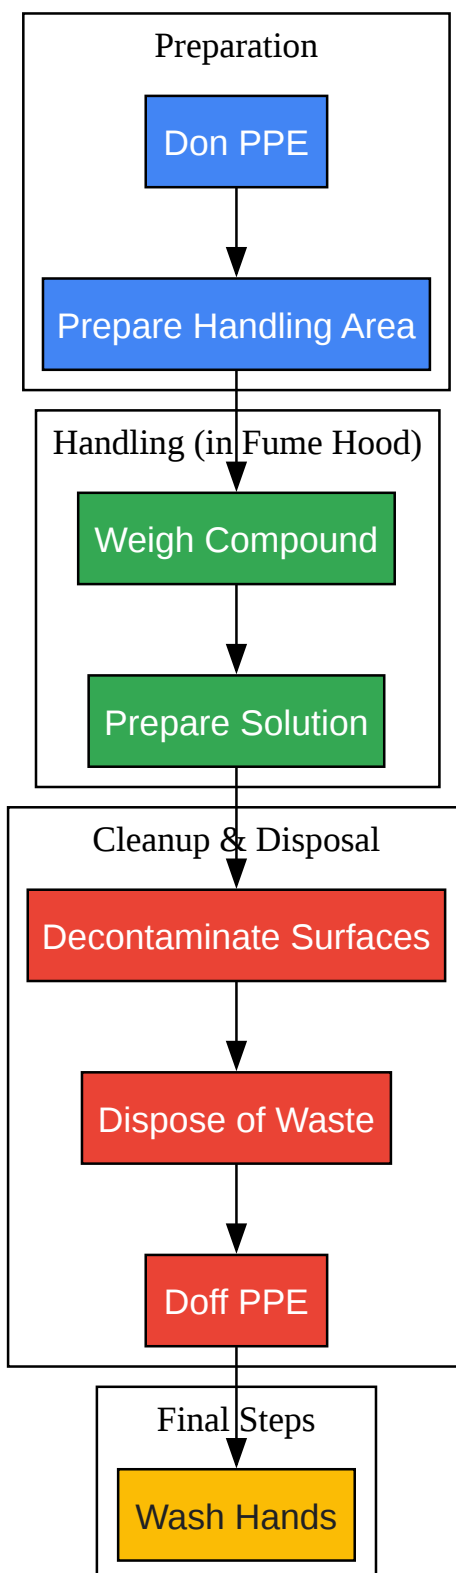 Preparation
Don PPE
Prepare Handling Area
Handling (in Fume Hood)
Weigh Compound
Prepare Solution
Cleanup & Disposal
Decontaminate Surfaces
Dispose of Waste
Doff PPE
Final Steps
Wash Hands